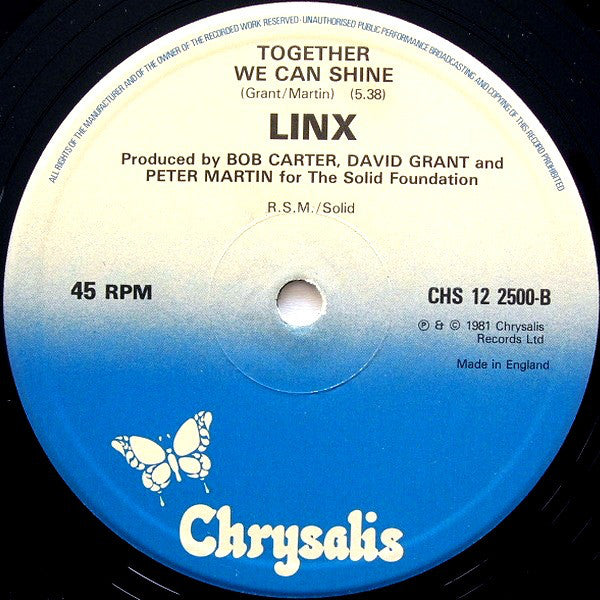 ALL RIGHTS OF THE MANUFACTURER AND OF THE OWNER OF THE RECORDED WORK RESERVED · UNAUTHORISED PUBLIC PERFORMANCE BROADCASTING AND COPYING OF THIS RECORD PROHIBITED
TOGETHER
WE CAN SHINE
(Grant/Martin) (5.38)
LINX
Produced by BOB CARTER, DAVID GRANT and
PETER MARTIN for The Solid Foundation
R.S.M./Solid
45 RPM
CHS 12 2500-B
℗ & © 1981 Chrysalis
Records Ltd
Made in England
Chrysalis